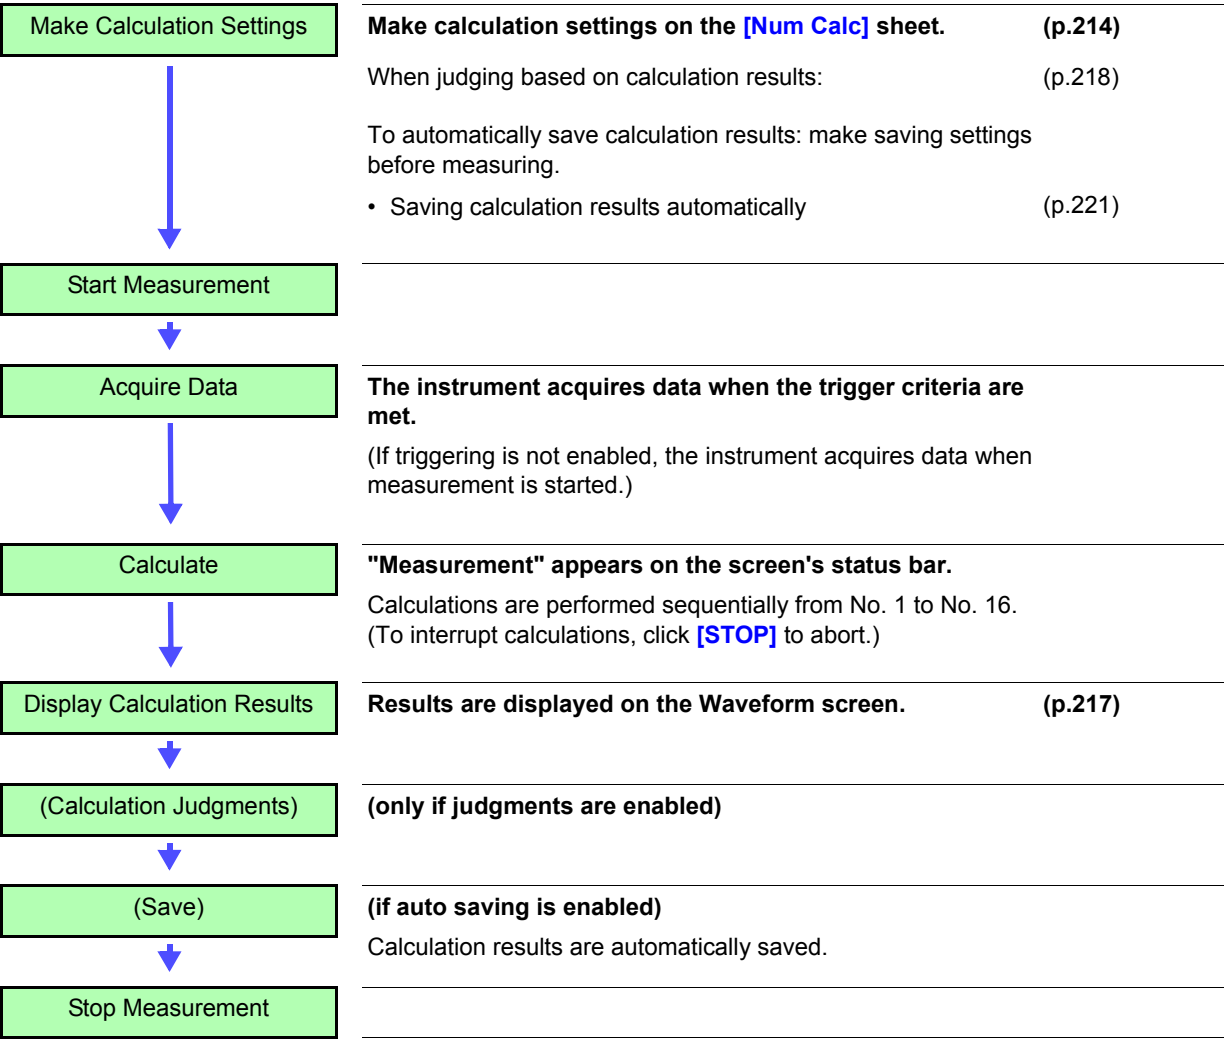 Make Calculation Settings
Make calculation settings on the [Num Calc] sheet. (p.214)
When judging based on calculation results: (p.218)
To automatically save calculation results: make saving settings
before measuring.
• Saving calculation results automatically (p.221)
Start Measurement
Acquire Data
The instrument acquires data when the trigger criteria are
met.
(If triggering is not enabled, the instrument acquires data when
measurement is started.)
Calculate
"Measurement" appears on the screen's status bar.
Calculations are performed sequentially from No. 1 to No. 16.
(To interrupt calculations, click [STOP] to abort.)
Display Calculation Results
Results are displayed on the Waveform screen. (p.217)
(Calculation Judgments)
(only if judgments are enabled)
(Save)
(if auto saving is enabled)
Calculation results are automatically saved.
Stop Measurement